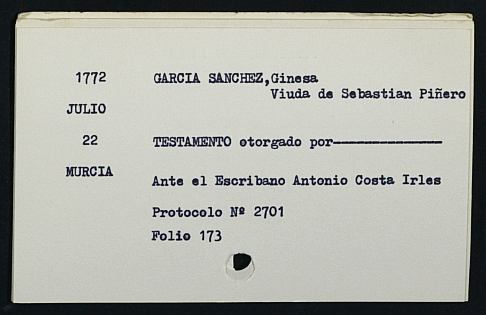 1772 GARCIA SANCHEZ,Ginesa
Viuda de Sebastian Piñero
JULIO
22 TESTAMENTO otorgado por----------------
MURCIA
Ante el Escribano Antonio Costa Irles
Protocolo Nº 2701
Folio 173